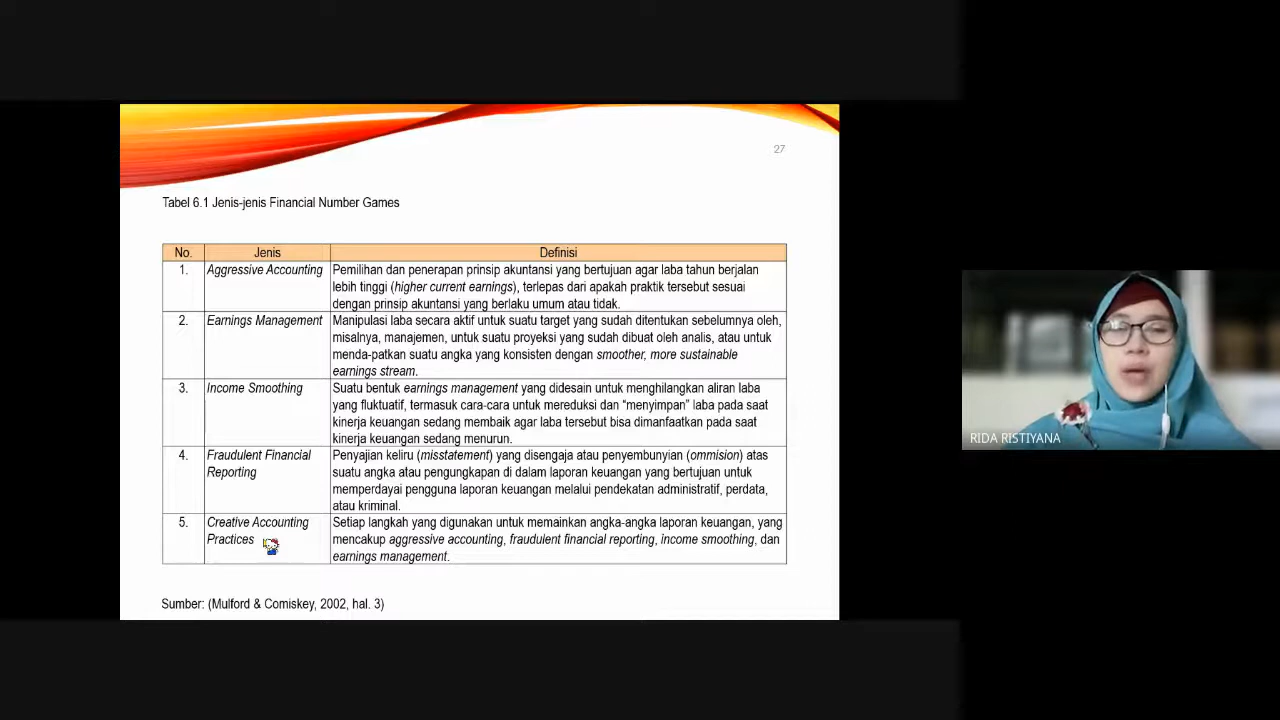 27
Tabel 6.1 Jenis-jenis Financial Number Games
No. Jenis Definisi
1. Aggressive Accounting Pemilihan dan penerapan prinsip akuntansi yang bertujuan agar laba tahun berjalan
lebih tinggi (higher current earnings), terlepas dari apakah praktik tersebut sesuai
dengan prinsip akuntansi yang berlaku umum atau tidak.
2. Earnings Management Manipulasi laba secara aktif untuk suatu target yang sudah ditentukan sebelumnya oleh,
misalnya, manajemen, untuk suatu proyeksi yang sudah dibuat oleh analis, atau untuk
menda-patkan suatu angka yang konsisten dengan smoother, more sustainable
earnings stream.
3. Income Smoothing Suatu bentuk earnings management yang didesain untuk menghilangkan aliran laba
yang fluktuatif, termasuk cara-cara untuk mereduksi dan “menyimpan” laba pada saat
kinerja keuangan sedang membaik agar laba tersebut bisa dimanfaatkan pada saat
kinerja keuangan sedang menurun.
4. Fraudulent Financial Penyajian keliru (misstatement) yang disengaja atau penyembunyian (ommision) atas
Reporting suatu angka atau pengungkapan di dalam laporan keuangan yang bertujuan untuk
memperdayai pengguna laporan keuangan melalui pendekatan administratif, perdata,
atau kriminal.
5. Creative Accounting Setiap langkah yang digunakan untuk memainkan angka-angka laporan keuangan, yang
Practices mencakup aggressive accounting, fraudulent financial reporting, income smoothing, dan
earnings management.
Sumber: (Mulford & Comiskey, 2002, hal. 3)
RIDA RISTIYANA